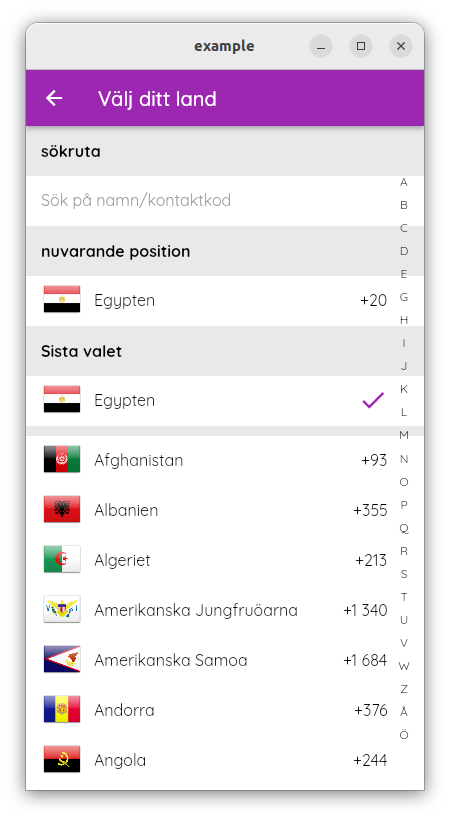 example
Välj ditt land
sökruta
Sök på namn/kontaktkod
nuvarande position
Egypten +20
Sista valet
Egypten
Afghanistan +93
Albanien +355
Algeriet +213
Amerikanska Jungfruöarna +1 340
Amerikanska Samoa +1 684
Andorra +376
Angola +244
A
B
C
D
E
G
H
I
J
K
L
M
N
O
P
Q
R
S
T
U
V
W
Z
Å
Ö